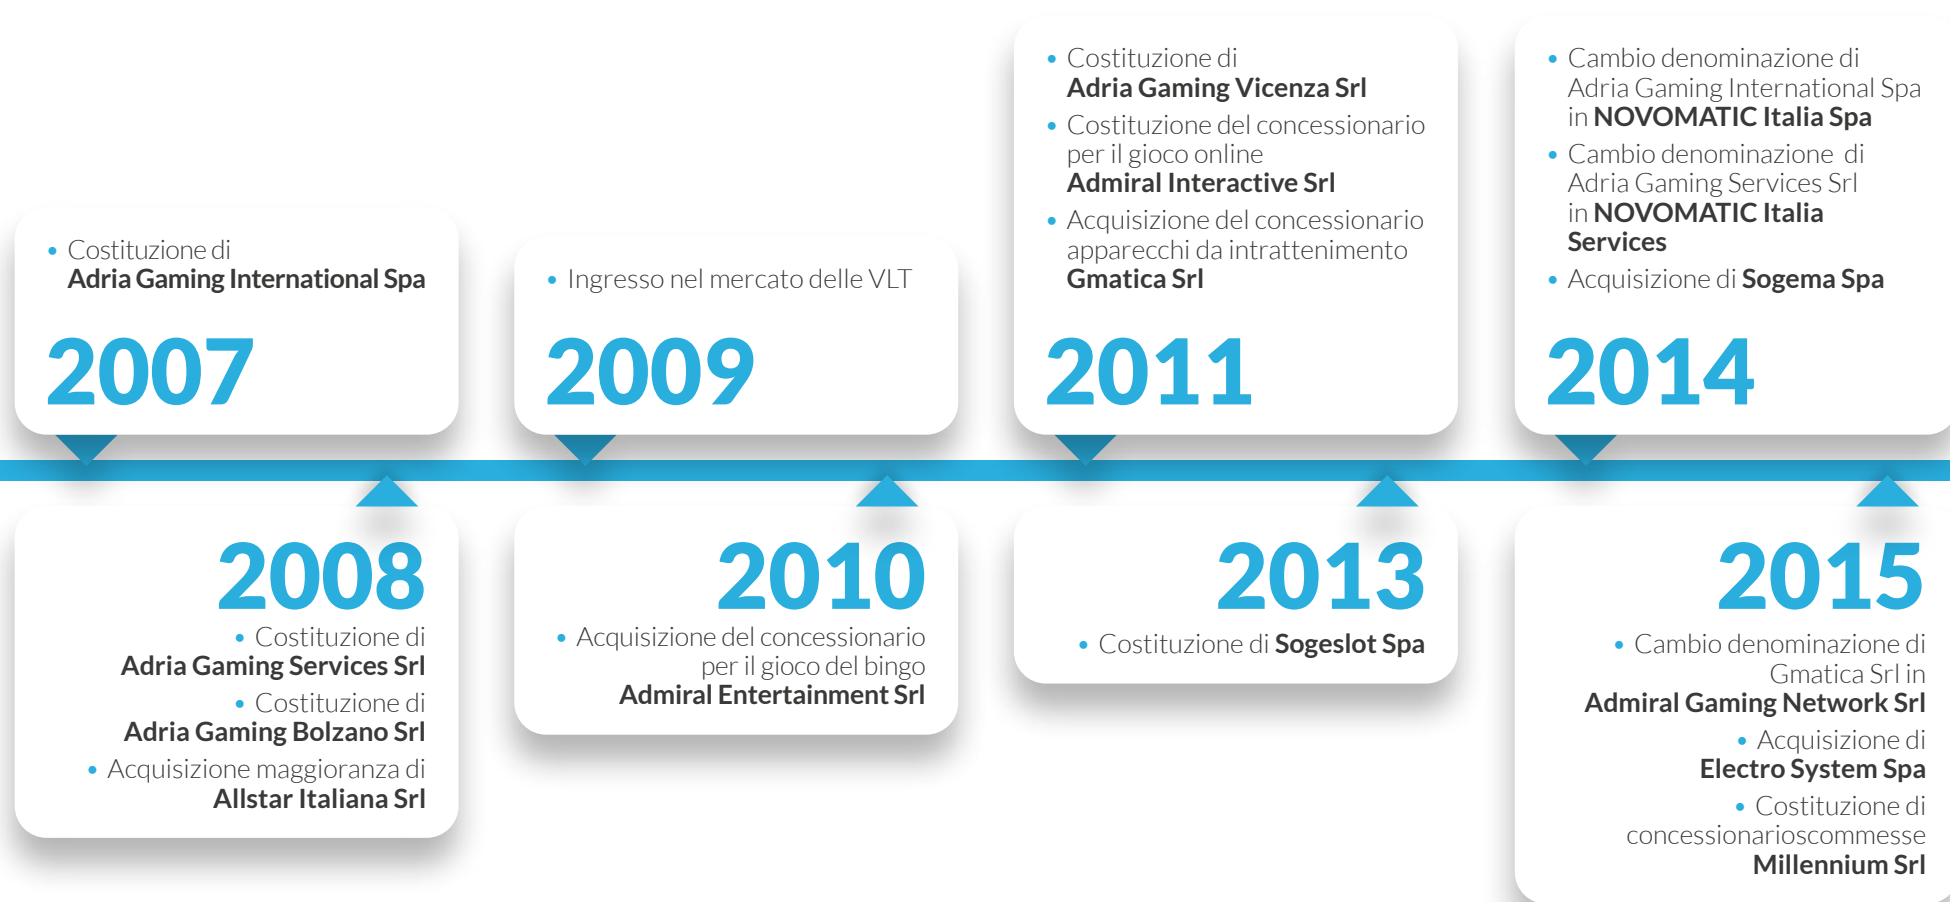 • Costituzione di
Adria Gaming International Spa
2007
2008
• Costituzione di
Adria Gaming Services Srl
• Costituzione di
Adria Gaming Bolzano Srl
• Acquisizione maggioranza di
Allstar Italiana Srl
• Ingresso nel mercato delle VLT
2009
2010
• Acquisizione del concessionario
per il gioco del bingo
Admiral Entertainment Srl
• Costituzione di
Adria Gaming Vicenza Srl
• Costituzione del concessionario
per il gioco online
Admiral Interactive Srl
• Acquisizione del concessionario
apparecchi da intrattenimento
Gmatica Srl
2011
2013
• Costituzione di Sogeslot Spa
• Cambio denominazione di
Adria Gaming International Spa
in NOVOMATIC Italia Spa
• Cambio denominazione di
Adria Gaming Services Srl
in NOVOMATIC Italia
Services
• Acquisizione di Sogema Spa
2014
2015
• Cambio denominazione di
Gmatica Srl in
Admiral Gaming Network Srl
• Acquisizione di
Electro System Spa
• Costituzione di
concessionarioscommesse
Millennium Srl